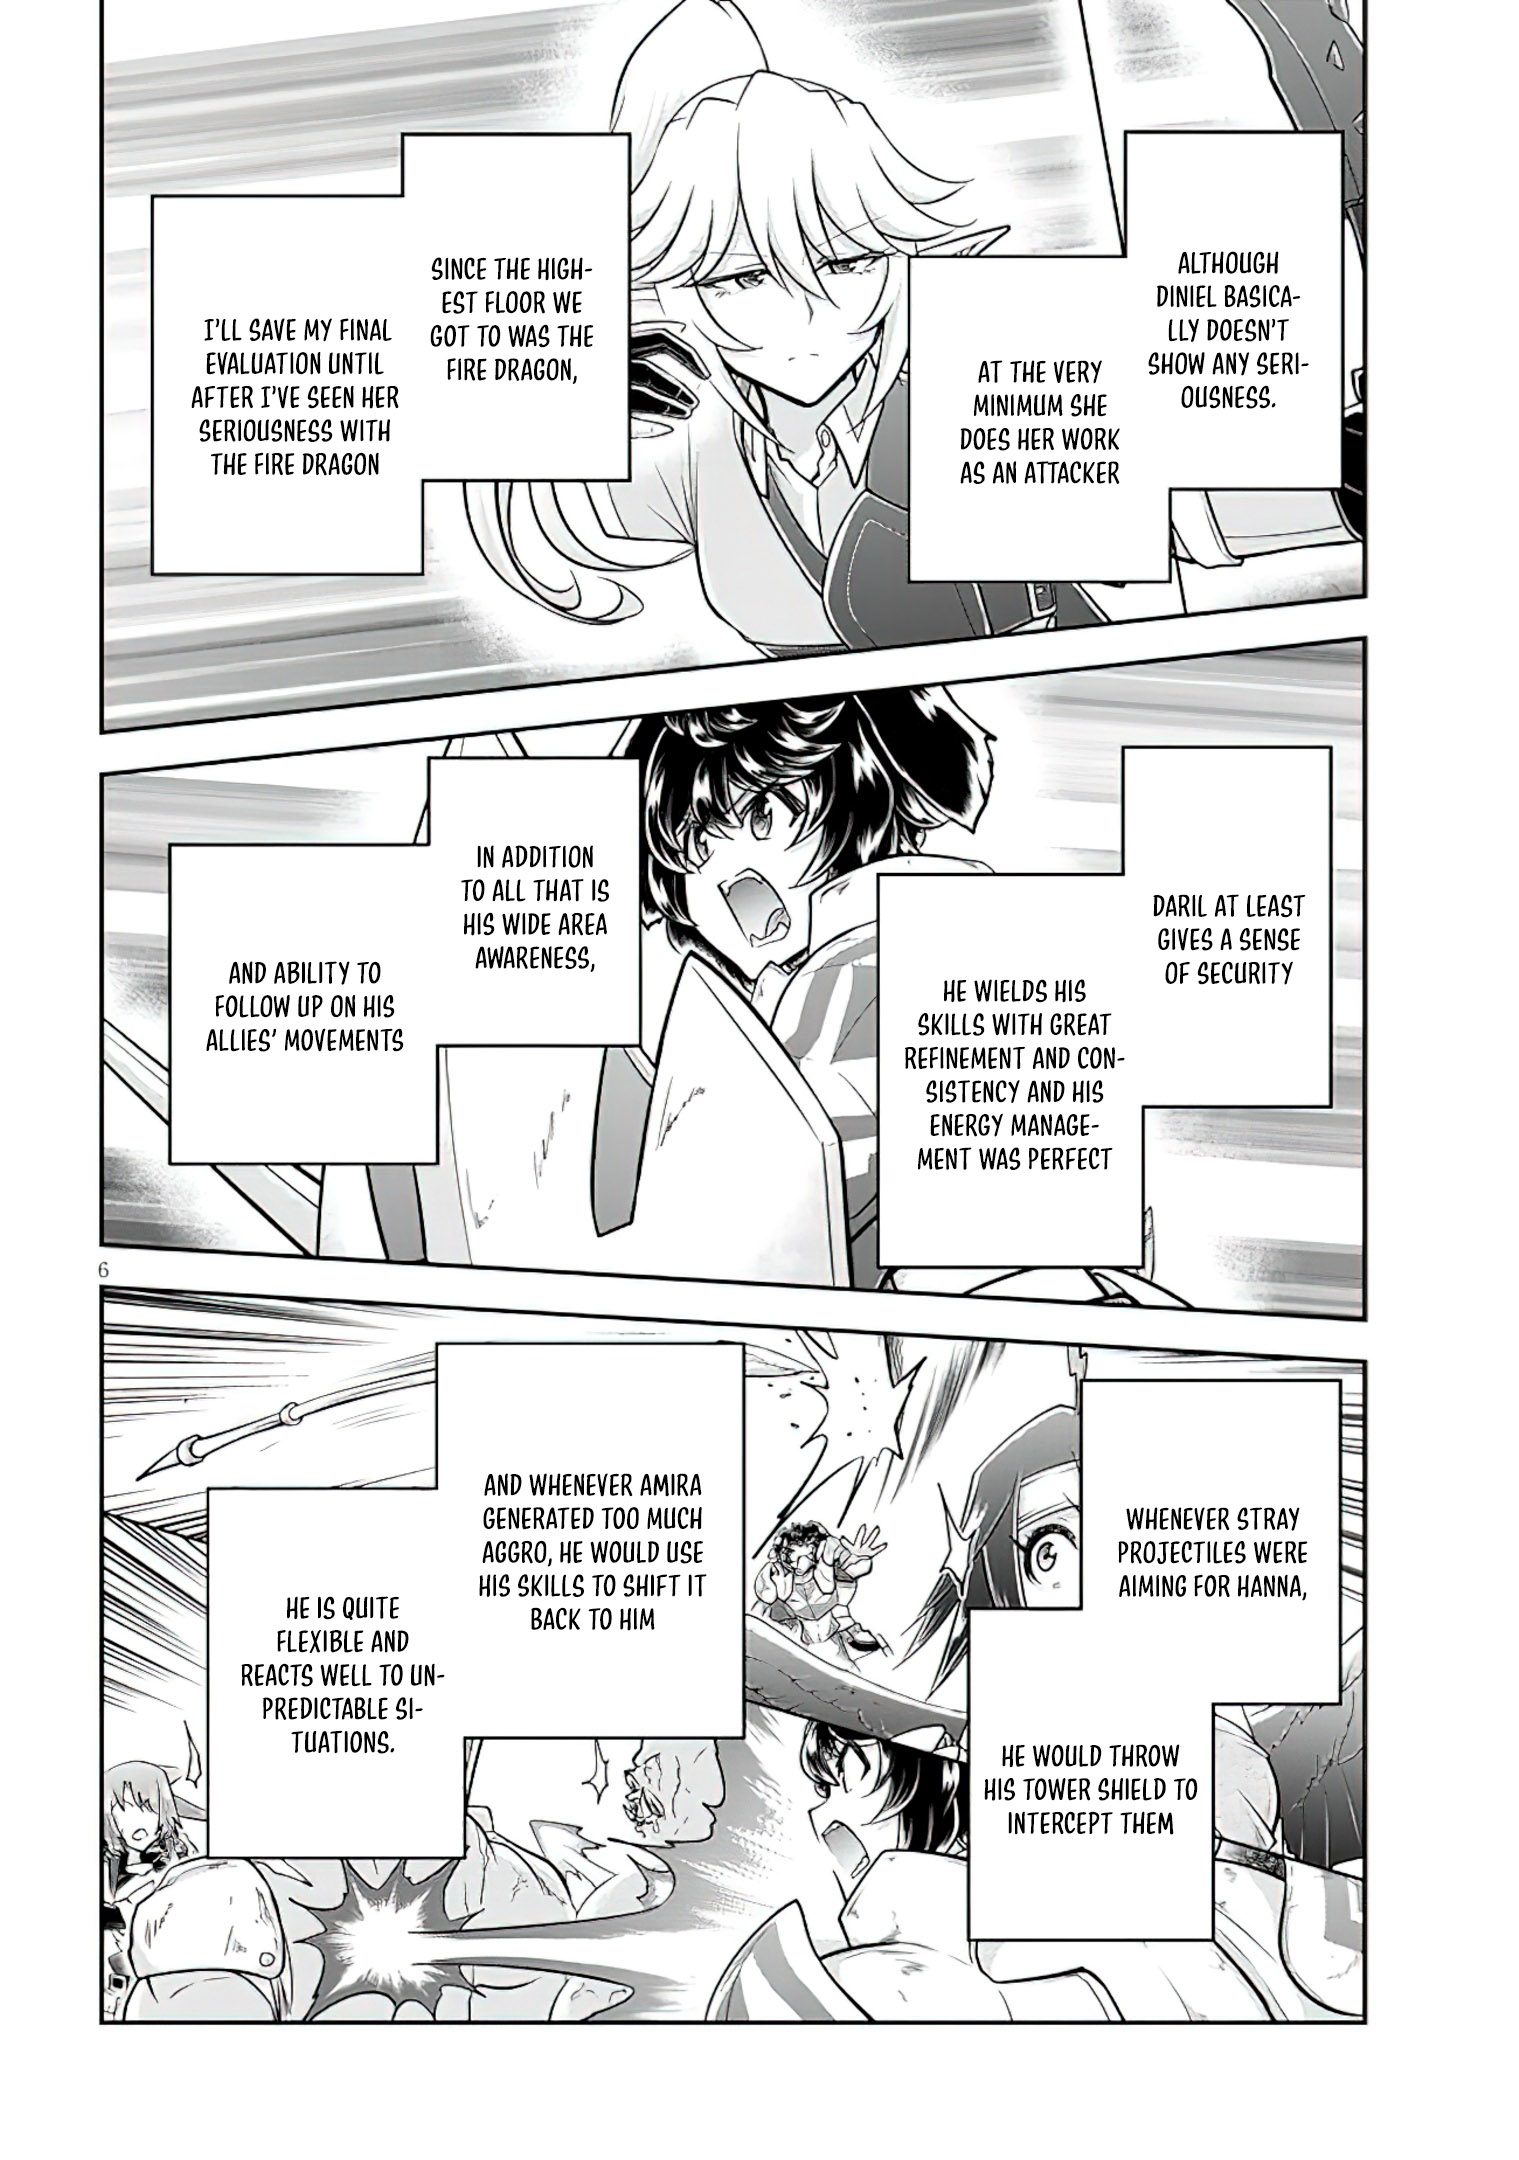 ALTHOUGH
DINIEL BASICA-
LLY DOESN'T
SHOW ANY SERI-
OUSNESS.
AT THE VERY
MINIMUM SHE
DOES HER WORK
AS AN ATTACKER
SINCE THE HIGH-
EST FLOOR WE
GOT TO WAS THE
FIRE DRAGON,
I'LL SAVE MY FINAL
EVALUATION UNTIL
AFTER I'VE SEEN HER
SERIOUSNESS WITH
THE FIRE DRAGON
DARIL AT LEAST
GIVES A SENSE
OF SECURITY
HE WIELDS HIS
SKILLS WITH GREAT
REFINEMENT AND CON-
SISTENCY AND HIS
ENERGY MANAGE-
MENT WAS PERFECT
IN ADDITION
TO ALL THAT IS
HIS WIDE AREA
AWARENESS,
AND ABILITY TO
FOLLOW UP ON HIS
ALLIES' MOVEMENTS
6
WHENEVER STRAY
PROJECTILES WERE
AIMING FOR HANNA,
HE WOULD THROW
HIS TOWER SHIELD TO
INTERCEPT THEM
AND WHENEVER AMIRA
GENERATED TOO MUCH
AGGRO, HE WOULD USE
HIS SKILLS TO SHIFT IT
BACK TO HIM
HE IS QUITE
FLEXIBLE AND
REACTS WELL TO UN-
PREDICTABLE SI-
TUATIONS.